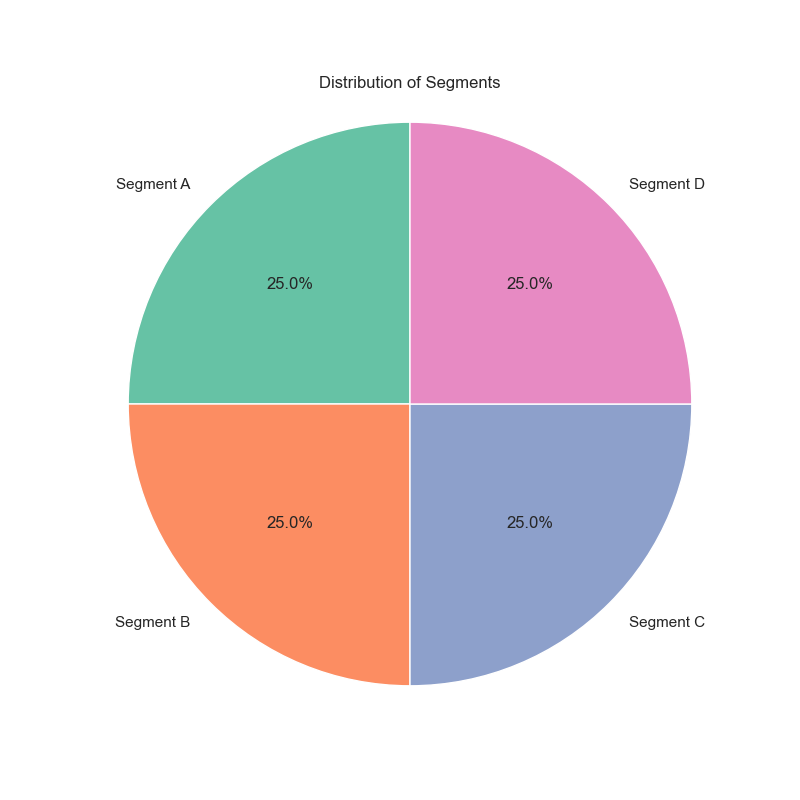 Distribution of Segments
Segment A
Segment D
25.0%
25.0%
25.0%
25.0%
Segment B
Segment C